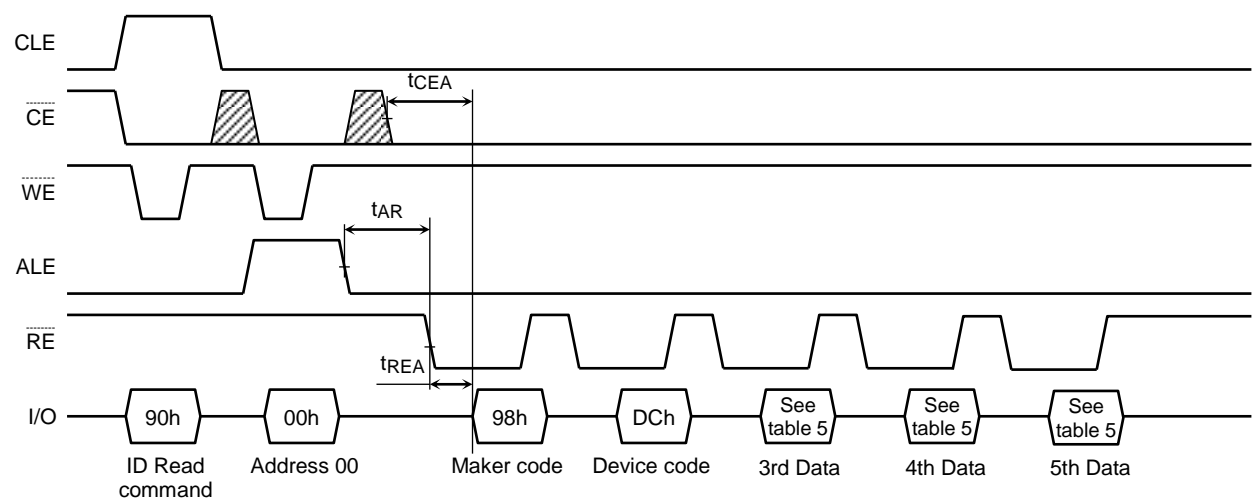 CLE
tCEA
CE
WE
tAR
ALE
RE
tREA
I/O
90h
00h
98h
DCh
See
table 5
See
table 5
See
table 5
ID Read
command
Address 00
Maker code
Device code
3rd Data
4th Data
5th Data